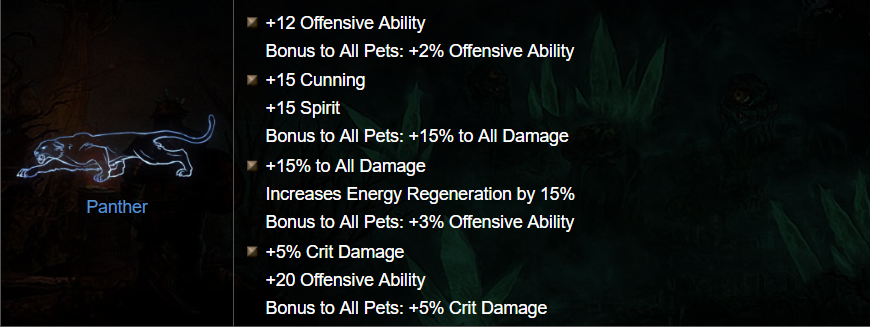 +12 Offensive Ability
Bonus to All Pets: +2% Offensive Ability
+15 Cunning
+15 Spirit
Bonus to All Pets: +15% to All Damage
+15% to All Damage
Increases Energy Regeneration by 15%
Bonus to All Pets: +3% Offensive Ability
+5% Crit Damage
+20 Offensive Ability
Bonus to All Pets: +5% Crit Damage
Panther